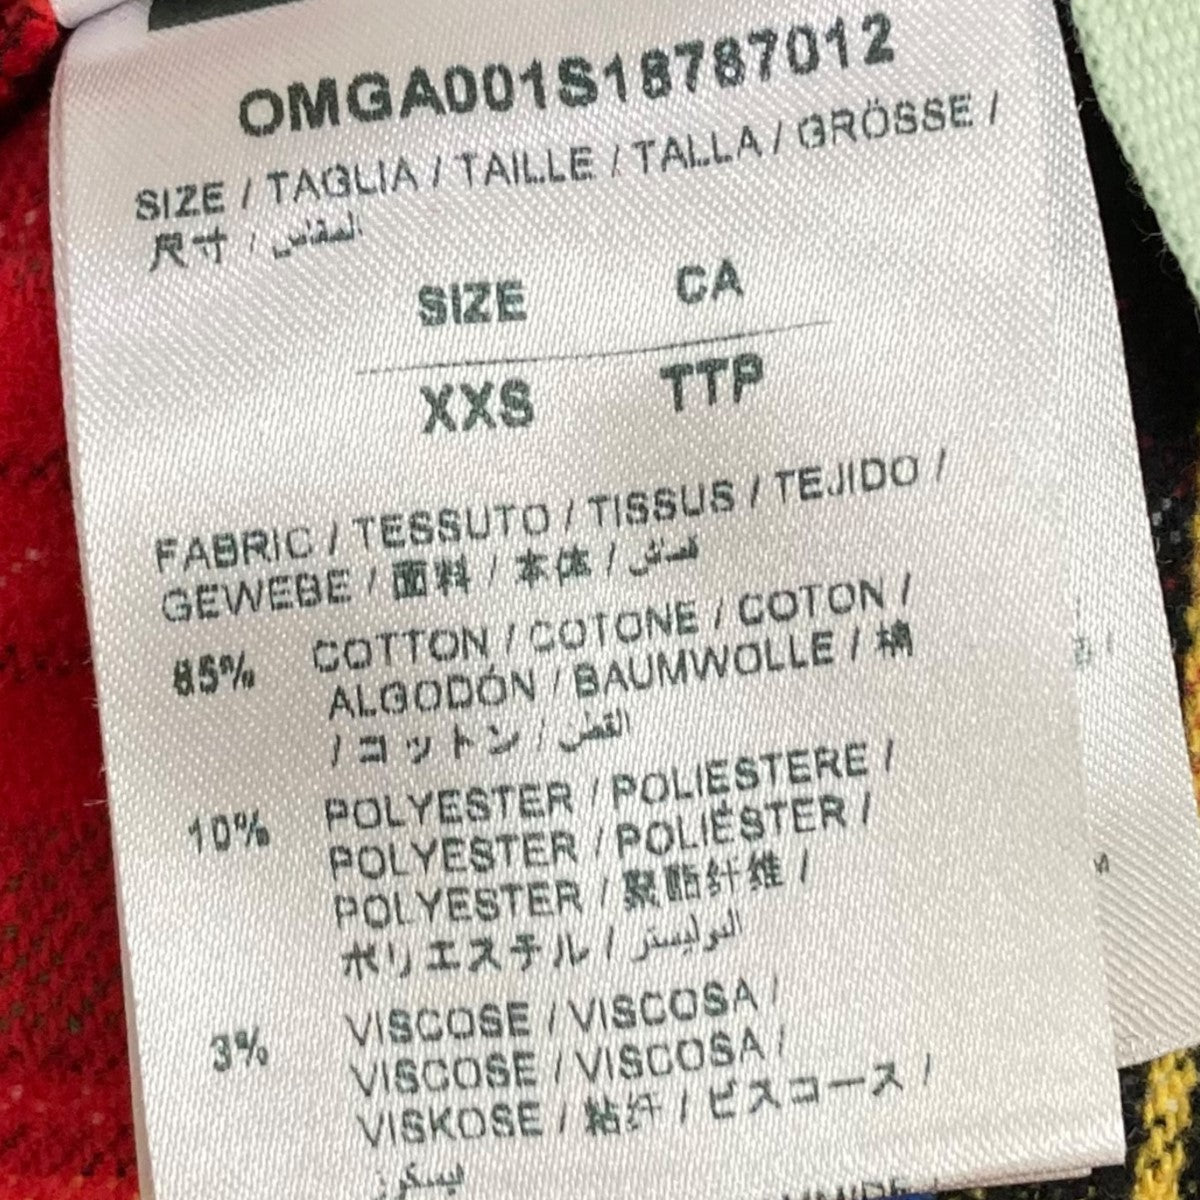 OMGA001S18787012
SIZE / TAGLIA / TAILLE / TALLA / GRÖSSE /
尺寸 / المقاس
SIZE CA
XXS TTP
FABRIC / TESSUTO / TISSUS / TEJIDO /
GEWEBE / 面料 / 本体 / قماش
85% COTTON / COTONE / COTON /
ALGODÓN / BAUMWOLLE / 棉
/ コットン / القطن
10% POLYESTER / POLIESTERE /
POLYESTER / POLIÉSTER /
POLYESTER / 聚酯纤维 /
ポリエステル / البوليستر
3% VISCOSE / VISCOSA /
VISCOSE / VISCOSA /
VISKOSE / 粘纤 / ビスコース /
فيسكوز